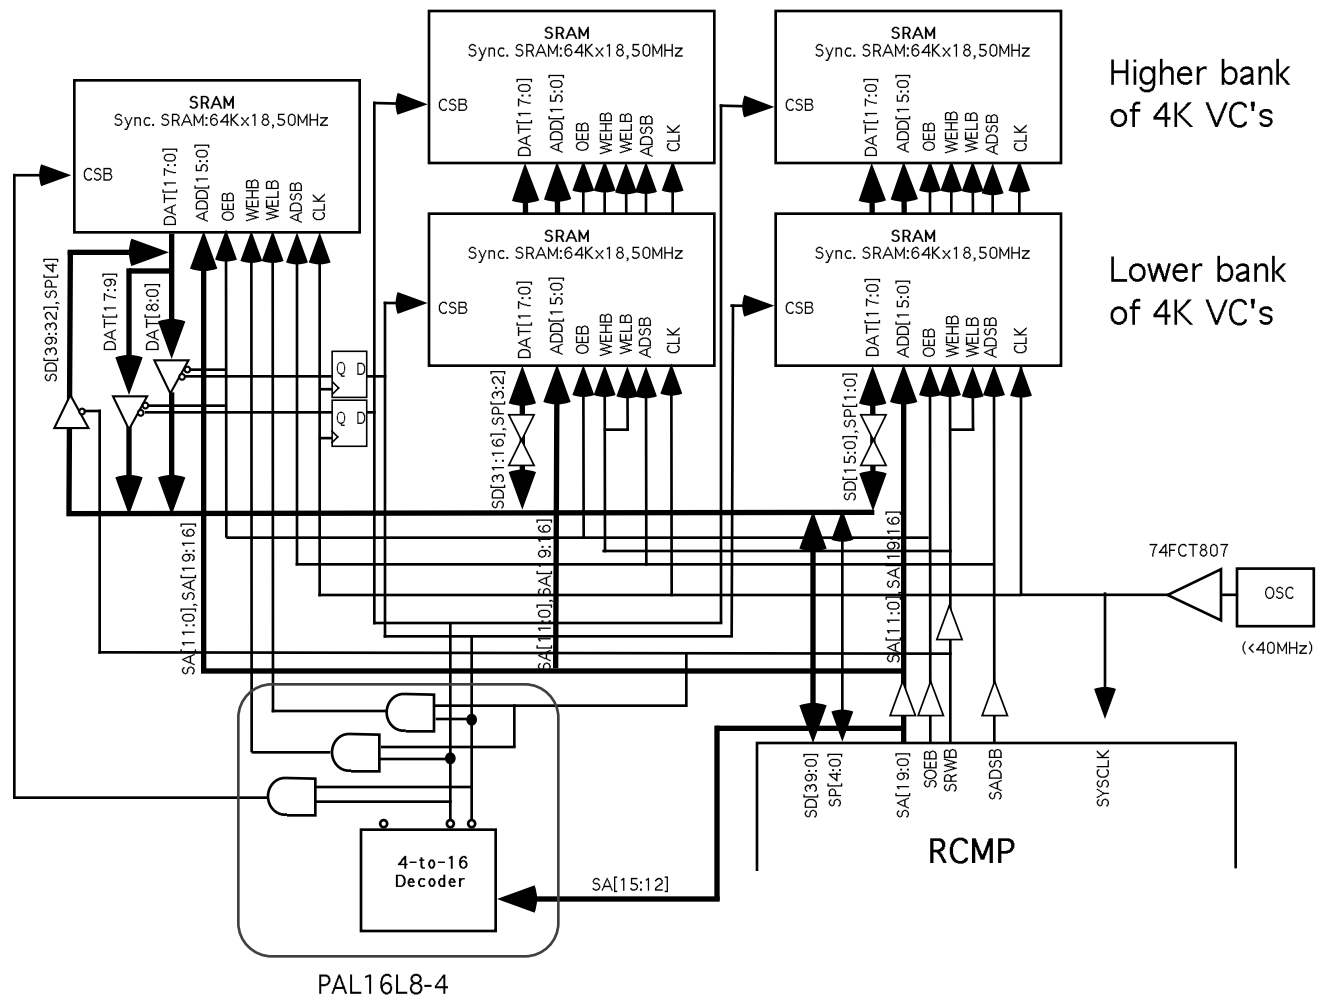 SRAM
Sync. SRAM:64Kx18,50MHz
CSB
DAT[17:0]
ADD[15:0]
OEB
WEHB
WELB
ADSB
CLK
SRAM
Sync. SRAM:64Kx18,50MHz
CSB
DAT[17:0]
ADD[15:0]
OEB
WEHB
WELB
ADSB
CLK
Higher bank
of 4K VC's
SRAM
Sync. SRAM:64Kx18,50MHz
CSB
DAT[17:0]
ADD[15:0]
OEB
WEHB
WELB
ADSB
CLK
SRAM
Sync. SRAM:64Kx18,50MHz
CSB
DAT[17:0]
ADD[15:0]
OEB
WEHB
WELB
ADSB
CLK
SRAM
Sync. SRAM:64Kx18,50MHz
CSB
DAT[17:0]
ADD[15:0]
OEB
WEHB
WELB
ADSB
CLK
Lower bank
of 4K VC's
SD[39:32],SP[4]
DAT[17:9]
DAT[8:0]
Q D
Q D
SD[31:16],SP[3:2]
SD[15:0],SP[1:0]
SA[11:0],SA[19:16]
SA[11:0],SA[19:16]
SA[11:0],SA[19:16]
74FCT807
OSC
(<40MHz)
SD[39:0]
SP[4:0]
SA[19:0]
SOEB
SRWB
SADSB
SYSCLK
RCMP
4-to-16
Decoder
SA[15:12]
PAL16L8-4